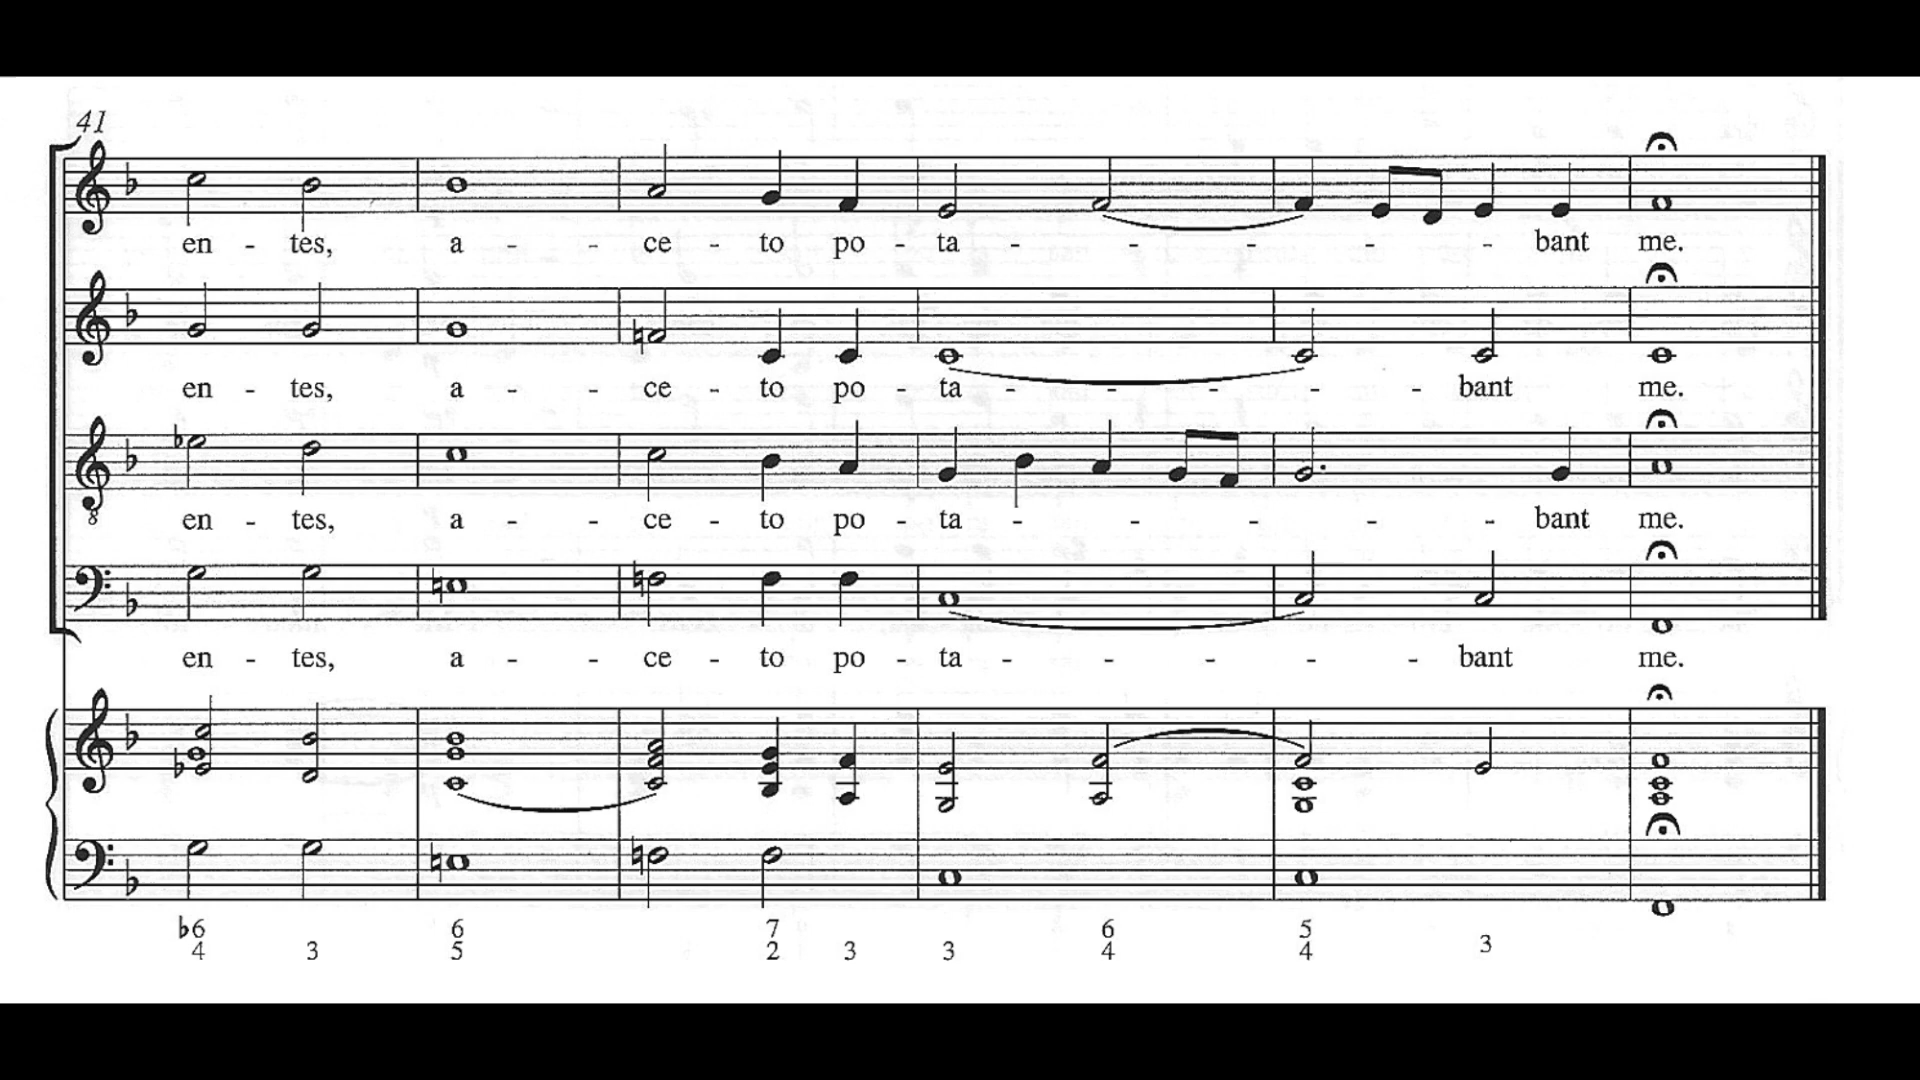 41
en - tes, a - - ce - to po - ta - - - - - bant me.
en - tes, a - - ce - to po - ta - - - - bant me.
8
en - tes, a - - ce - to po - ta - - - - - bant me.
en - tes, a - - ce - to po - ta - - - - - bant me.
♭6 6 7 6 5
4 3 5 2 3 3 4 4 3